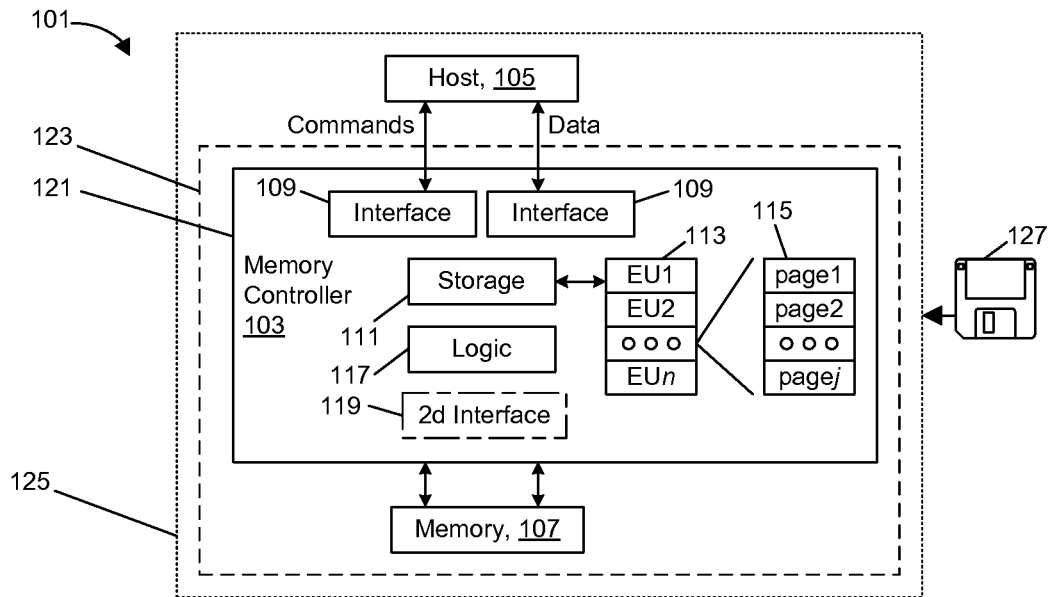 101
Host, 105
Commands
Data
123
121
109
Interface
Interface
109
Memory
Controller
103
Storage
111
113
EU1
EU2
EUn
115
page1
page2
pagej
127
Logic
117
119
2d Interface
125
Memory, 107